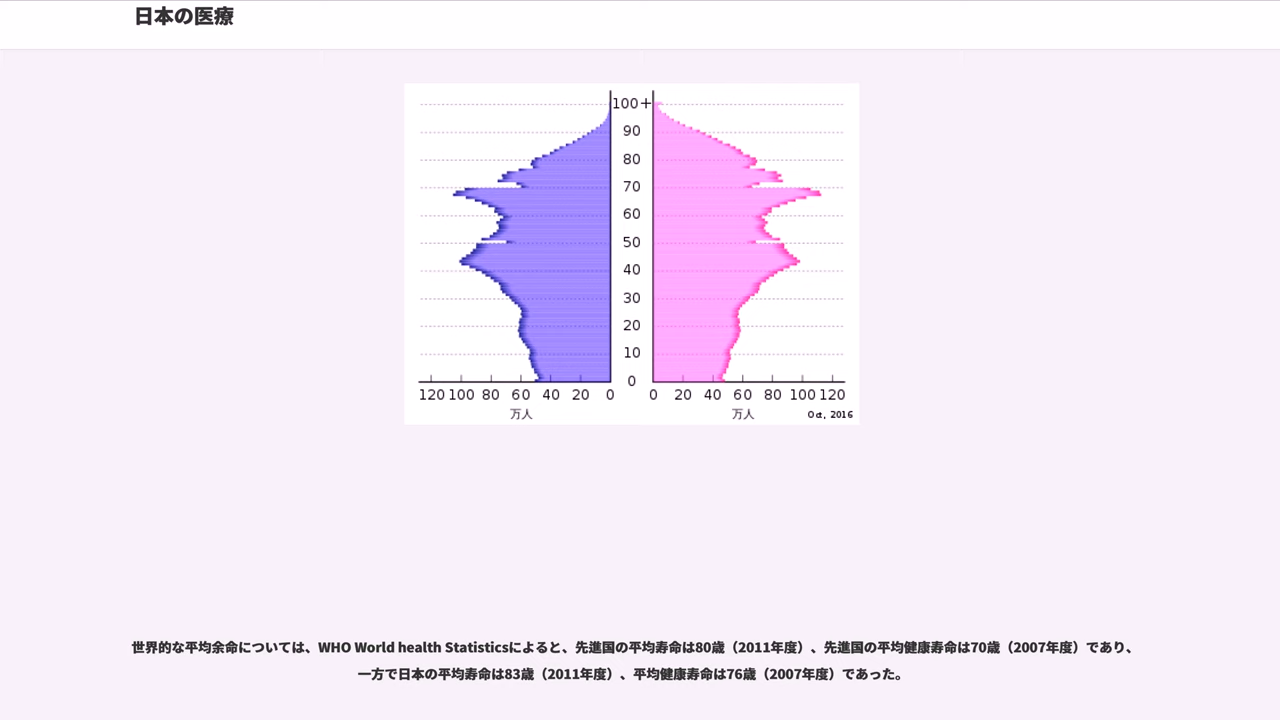 日本の医療
100+
90
80
70
60
50
40
30
20
10
0
120 100 80 60 40 20 0
0 20 40 60 80 100 120
万人
万人
Oct, 2016
世界的な平均余命については、WHO World health Statisticsによると、先進国の平均寿命は80歳（2011年度）、先進国の平均健康寿命は70歳（2007年度）であり、
一方で日本の平均寿命は83歳（2011年度）、平均健康寿命は76歳（2007年度）であった。